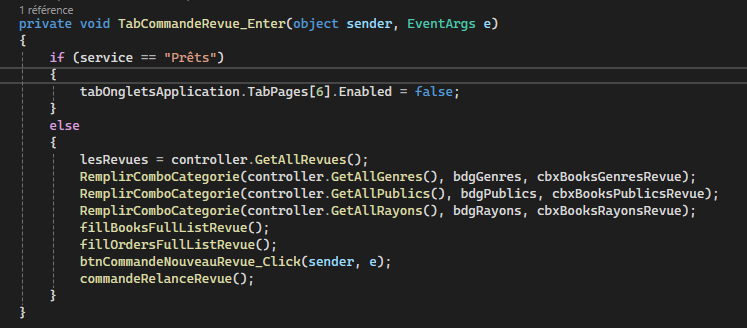 1 référence
private void TabCommandeRevue_Enter(object sender, EventArgs e)
{
if (service == "Prêts")
{
tabOngletsApplication.TabPages[6].Enabled = false;
}
else
{
lesRevues = controller.GetAllRevues();
RemplirComboCategorie(controller.GetAllGenres(), bdgGenres, cbxBooksGenresRevue);
RemplirComboCategorie(controller.GetAllPublics(), bdgPublics, cbxBooksPublicsRevue);
RemplirComboCategorie(controller.GetAllRayons(), bdgRayons, cbxBooksRayonsRevue);
fillBooksFullListRevue();
fillOrdersFullListRevue();
btnCommandeNouveauRevue_Click(sender, e);
commandeRelanceRevue();
}
}